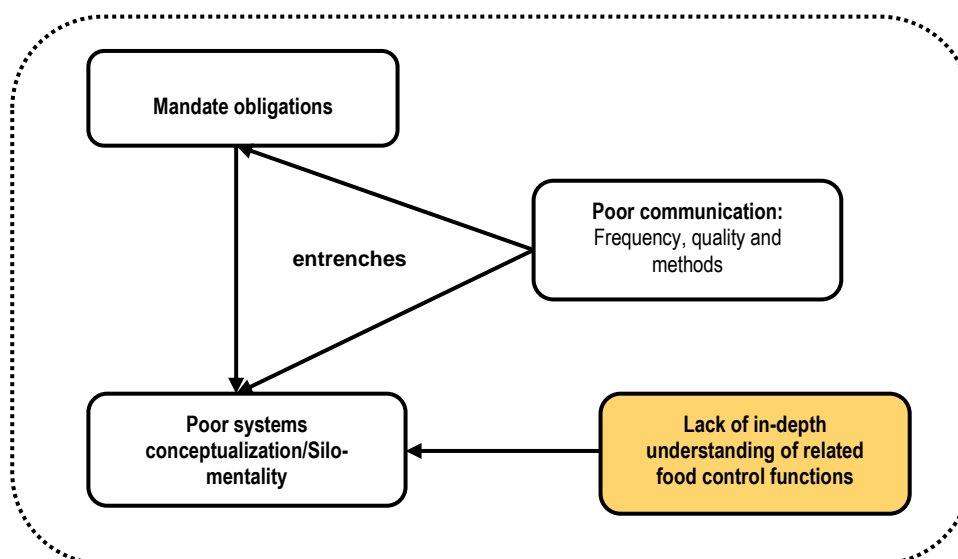 Mandate obligations
Poor communication:
Frequency, quality and
methods
entrenches
Poor systems
conceptualization/Silo-
mentality
Lack of in-depth
understanding of related
food control functions